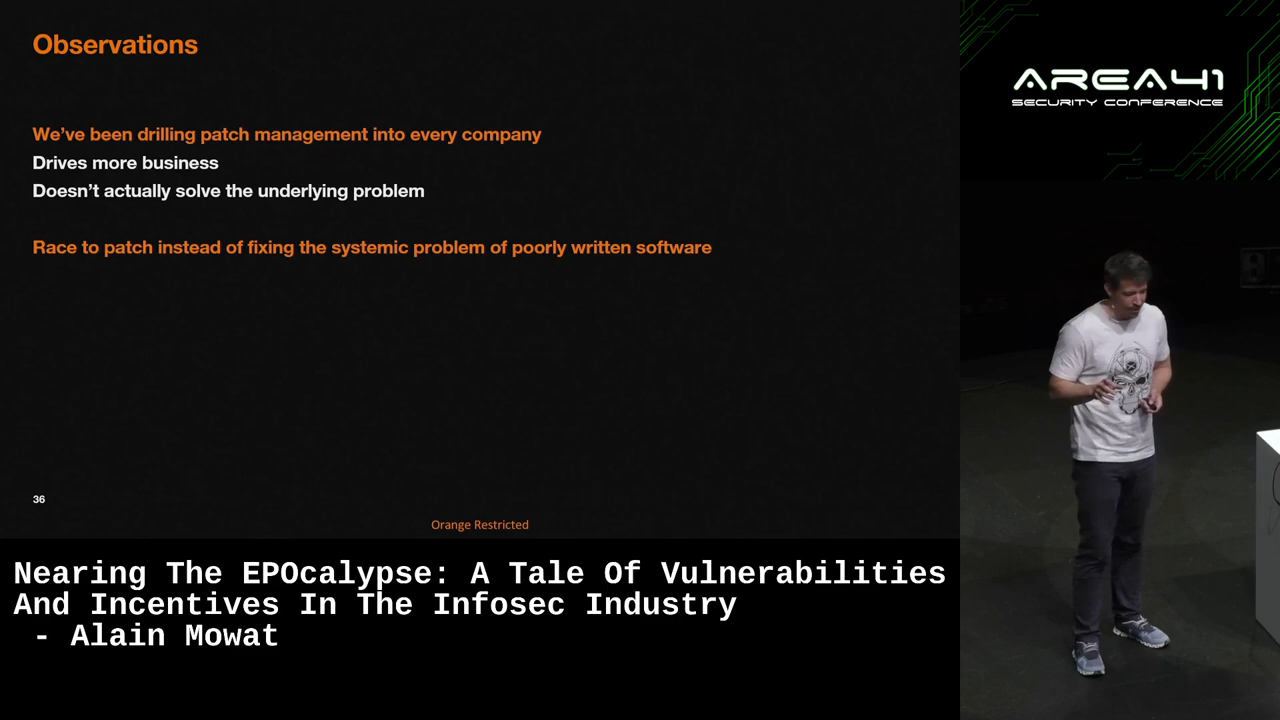 Observations
We've been drilling patch management into every company
Drives more business
Doesn't actually solve the underlying problem
Race to patch instead of fixing the systemic problem of poorly written software
36
Orange Restricted
AREA41
SECURITY CONFERENCE
Nearing The EPOcalypse: A Tale Of Vulnerabilities
And Incentives In The Infosec Industry
- Alain Mowat